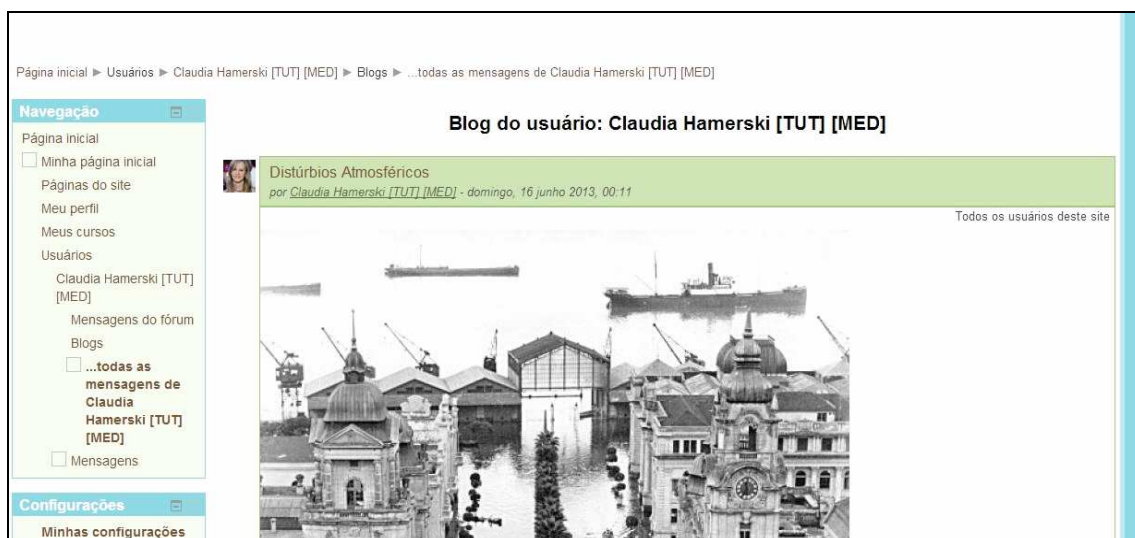 Página inicial ► Usuários ► Claudia Hamerski [TUT] [MED] ► Blogs ► ...todas as mensagens de Claudia Hamerski [TUT] [MED]
Navegação
Página inicial
Minha página inicial
Páginas do site
Meu perfil
Meus cursos
Usuários
Claudia Hamerski [TUT]
[MED]
Mensagens do fórum
Blogs
...todas as
mensagens de
Claudia
Hamerski [TUT]
[MED]
Mensagens
Configurações
Minhas configurações
Blog do usuário: Claudia Hamerski [TUT] [MED]
Distúrbios Atmosféricos
por Claudia Hamerski [TUT] [MED] - domingo, 16 junho 2013, 00:11
Todos os usuários deste site